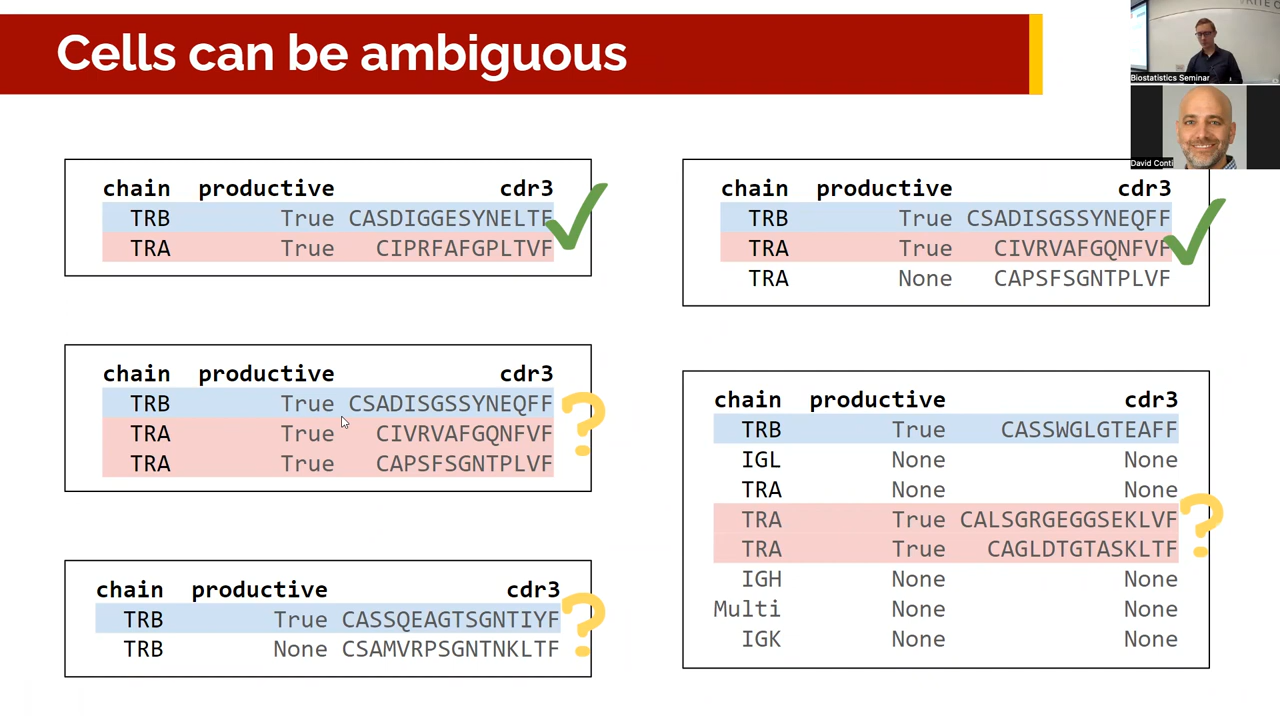 Cells can be ambiguous
Biostatistics Seminar
David Conti
chain productive cdr3
TRB True CASDIGGESYNELTF
TRA True CIPRFAFGPLTVF
chain productive cdr3
TRB True CSADISGSSYNEQFF
TRA True CIVRVAFGQNFVF
TRA None CAPSFSGNTPLVF
chain productive cdr3
TRB True CSADISGSSYNEQFF
TRA True CIVRVAFGQNFVF
TRA True CAPSFSGNTPLVF
?
chain productive cdr3
TRB True CASSWGLGTEAFF
IGL None None
TRA None None
TRA True CALSGRGEGGSEKLVF
TRA True CAGLDTGTASKLTF
IGH None None
Multi None None
IGK None None
?
chain productive cdr3
TRB True CASSQEAGTSGNTIYF
TRB None CSAMVRPSGNTNKLTF
?